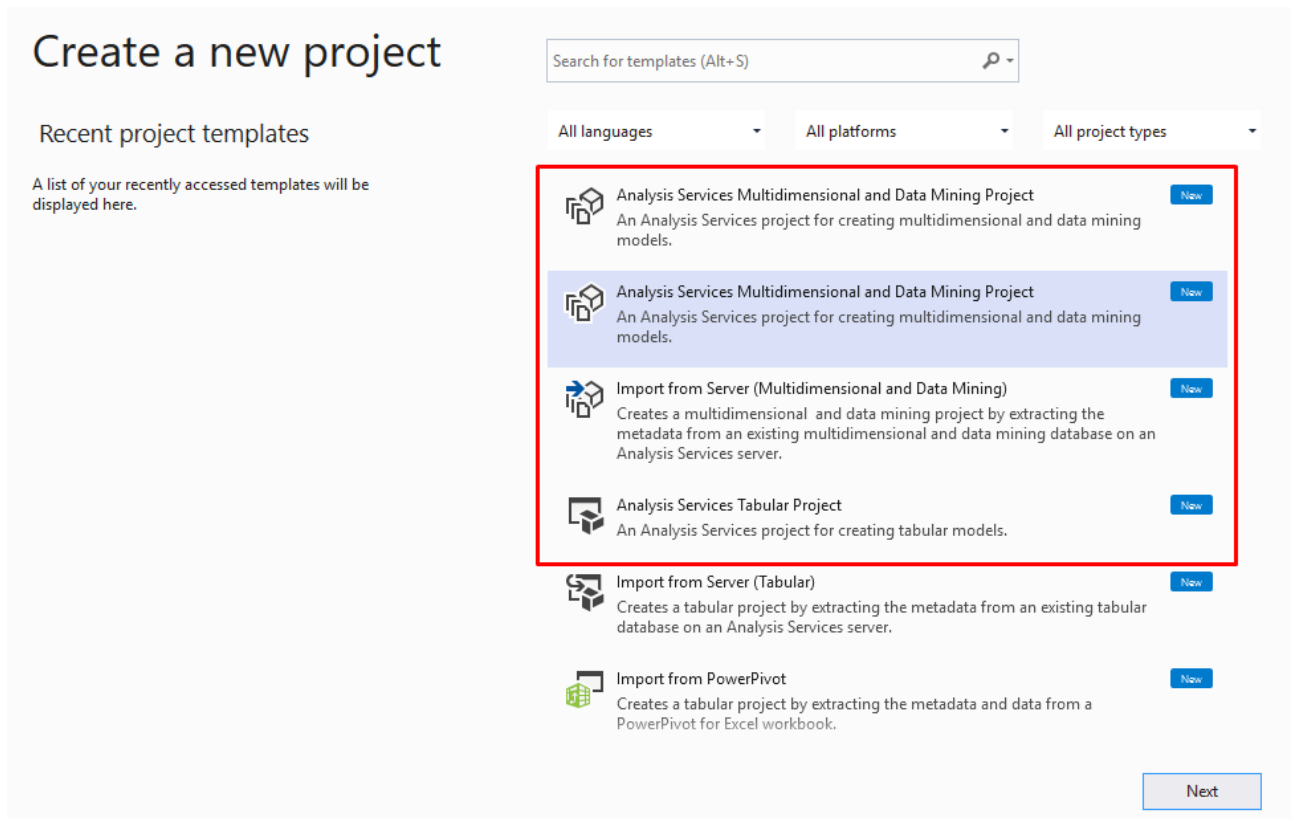 Create a new project
Search for templates (Alt+S)
Recent project templates
All languages
All platforms
All project types
A list of your recently accessed templates will be
displayed here.
Analysis Services Multidimensional and Data Mining Project
New
An Analysis Services project for creating multidimensional and data mining
models.
Analysis Services Multidimensional and Data Mining Project
New
An Analysis Services project for creating multidimensional and data mining
models.
Import from Server (Multidimensional and Data Mining)
New
Creates a multidimensional and data mining project by extracting the
metadata from an existing multidimensional and data mining database on an
Analysis Services server.
Analysis Services Tabular Project
New
An Analysis Services project for creating tabular models.
Import from Server (Tabular)
New
Creates a tabular project by extracting the metadata from an existing tabular
database on an Analysis Services server.
Import from PowerPivot
New
Creates a tabular project by extracting the metadata and data from a
PowerPivot for Excel workbook.
Next